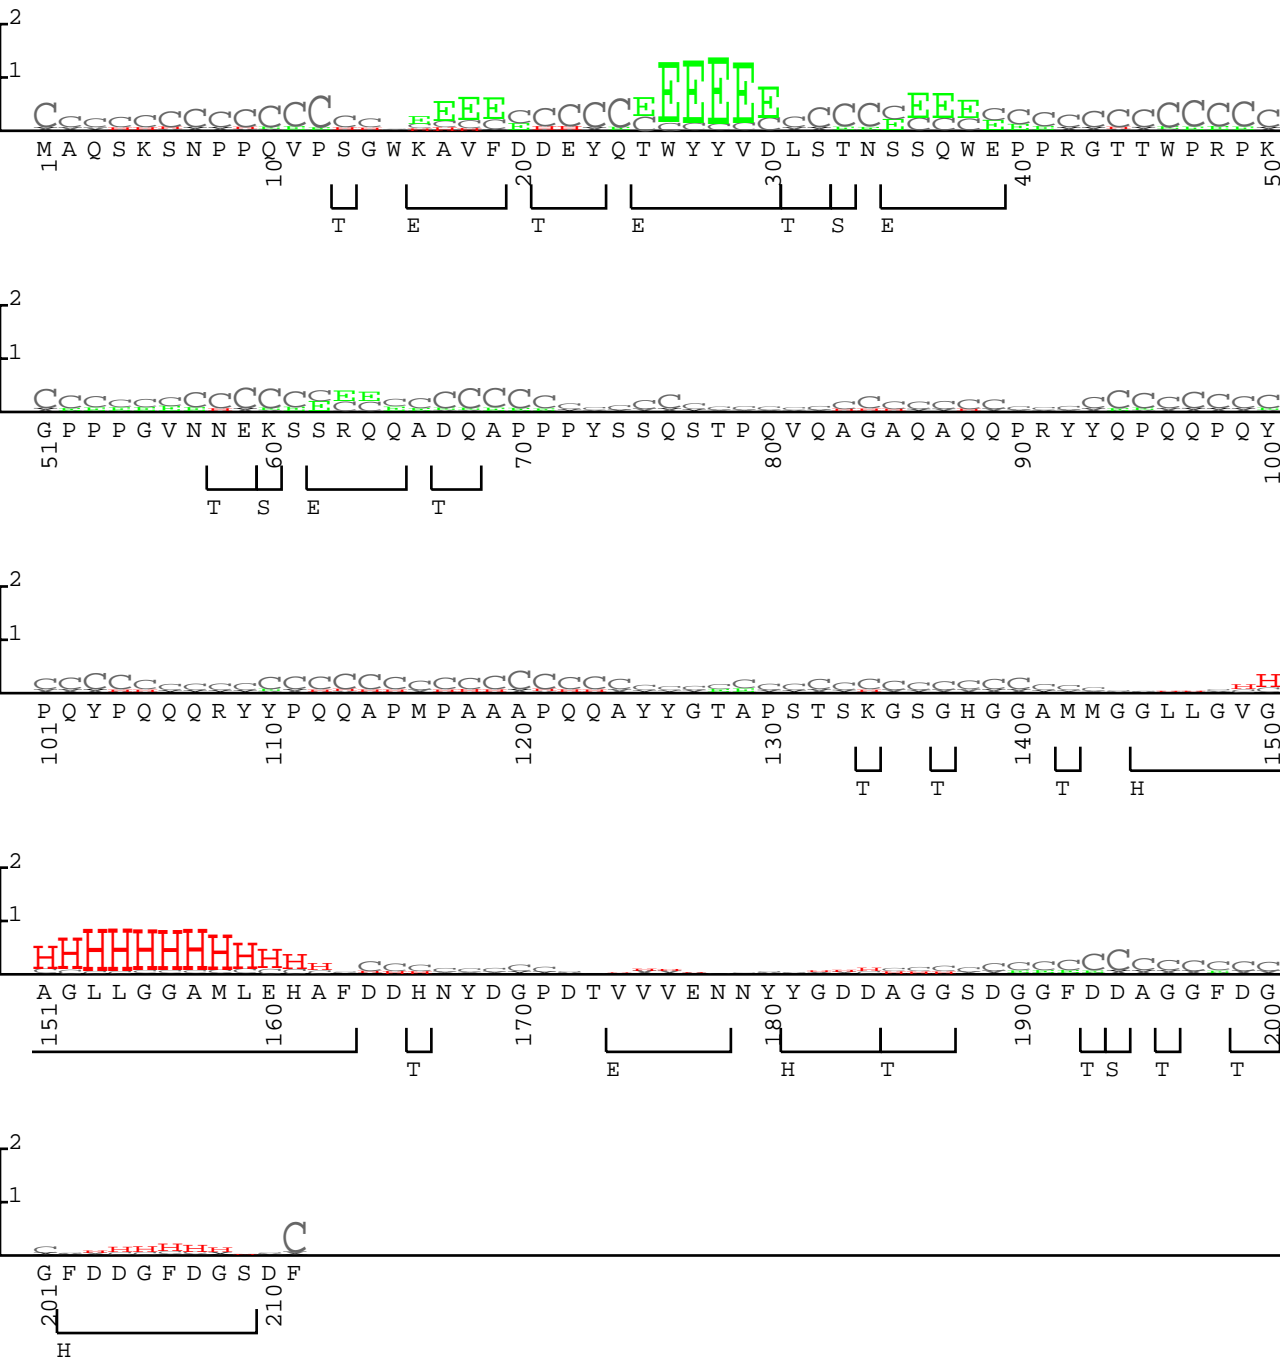 2
1
M A Q S K S N P P Q V P S G W K A V F D D E Y Q T W Y Y V D L S T N S S Q W E P P R G T T W P R P K
1 10 20 30 40 50
T E T E T S E
2
1
G P P P G V N N E K S S R Q Q A D Q A P P P Y S S Q S T P Q V Q A G A Q A Q Q P R Y Y Q P Q Q P Q Y
51 60 70 80 90 100
T S E T
2
1
P Q Y P Q Q Q R Y Y P Q Q A P M P A A A P Q Q A Y Y G T A P S T S K G S G H G G A M M G G L L G V G
101 110 120 130 140 150
T T T H
2
1
A G L L G G A M L E H A F D D H N Y D G P D T V V V E N N Y Y G D D A G G S D G G F D D A G G F D G
151 160 170 180 190 200
T E H T T S T T
2
1
G F D D G F D G S D F
201 210
H